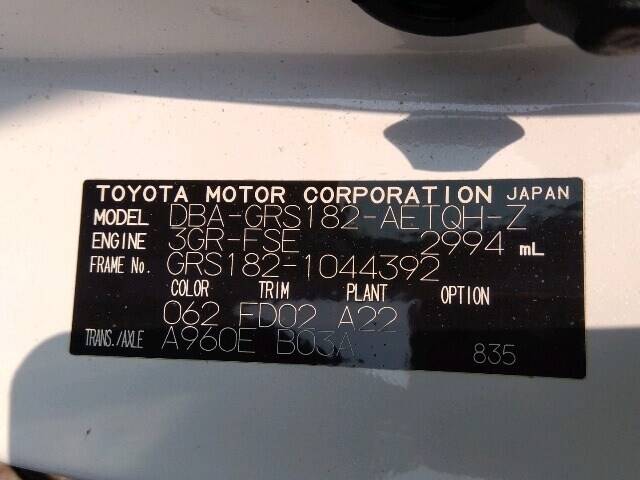 TOYOTA MOTOR CORPORATION JAPAN
MODEL DBA-GRS182-AETQH-Z
ENGINE 3GR-FSE 2994 mL
FRAME No. GRS182-1044392
COLOR TRIM PLANT OPTION
062 FD02 A22
TRANS./AXLE A960E B03A 835